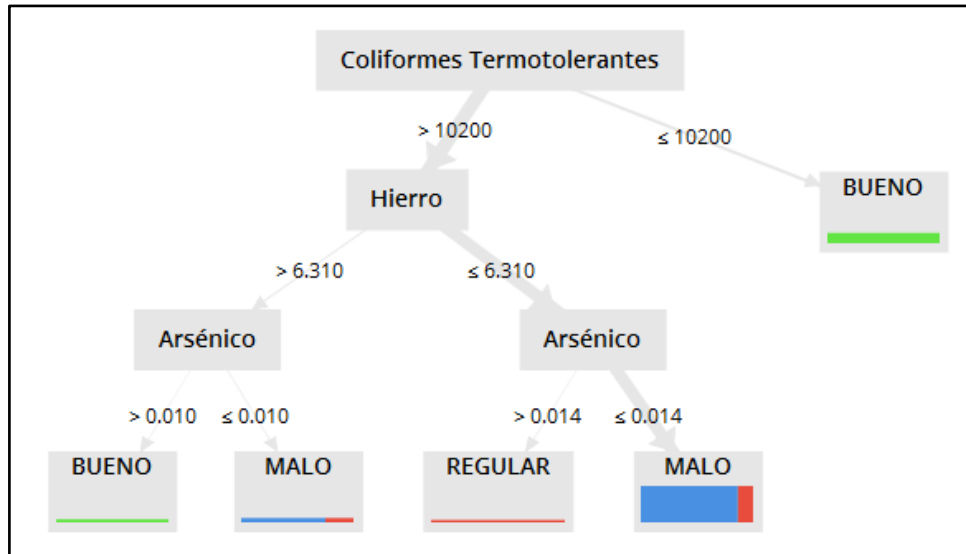 Coliformes Termotolerantes
> 10200
≤ 10200
BUENO
Hierro
> 6.310
≤ 6.310
Arsénico
Arsénico
> 0.010
≤ 0.010
> 0.014
≤ 0.014
BUENO
MALO
REGULAR
MALO